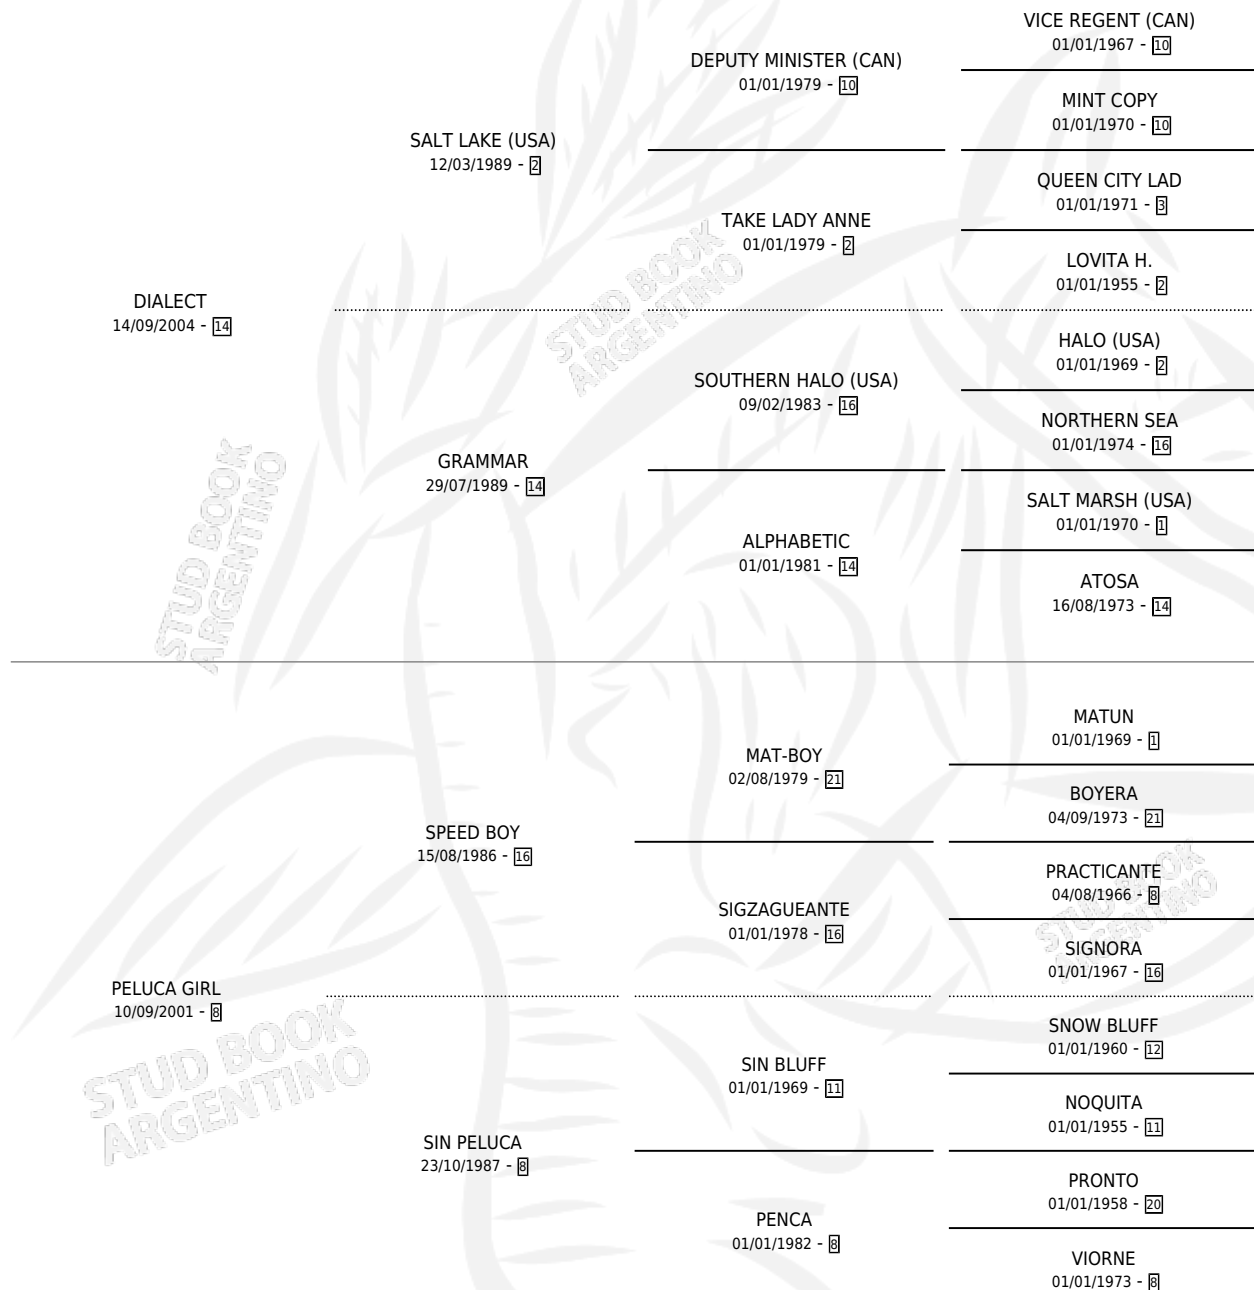 DIALECT
14/09/2004 - 14
SALT LAKE (USA)
12/03/1989 - 2
DEPUTY MINISTER (CAN)
01/01/1979 - 10
VICE REGENT (CAN)
01/01/1967 - 10
MINT COPY
01/01/1970 - 10
TAKE LADY ANNE
01/01/1979 - 2
QUEEN CITY LAD
01/01/1971 - 3
LOVITA H.
01/01/1955 - 2
GRAMMAR
29/07/1989 - 14
SOUTHERN HALO (USA)
09/02/1983 - 16
HALO (USA)
01/01/1969 - 2
NORTHERN SEA
01/01/1974 - 16
ALPHABETIC
01/01/1981 - 14
SALT MARSH (USA)
01/01/1970 - 1
ATOSA
16/08/1973 - 14
PELUCA GIRL
10/09/2001 - 8
SPEED BOY
15/08/1986 - 16
MAT-BOY
02/08/1979 - 21
MATUN
01/01/1969 - 1
BOYERA
04/09/1973 - 21
SIGZAGUEANTE
01/01/1978 - 16
PRACTICANTE
04/08/1966 - 8
SIGNORA
01/01/1967 - 16
SIN PELUCA
23/10/1987 - 8
SIN BLUFF
01/01/1969 - 11
SNOW BLUFF
01/01/1960 - 12
NOQUITA
01/01/1955 - 11
PENCA
01/01/1982 - 8
PRONTO
01/01/1958 - 20
VIORNE
01/01/1973 - 8
STUD BOOK
ARGENTINO
STUD BOOK
ARGENTINO
STUD BOOK
ARGENTINO
STUD BOOK
ARGENTINO